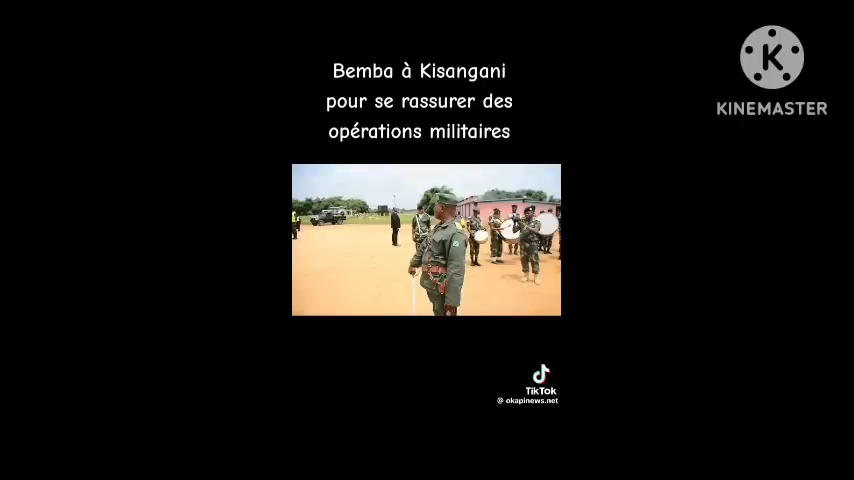 Bemba à Kisangani
pour se rassurer des
opérations militaires
KINEMASTER
TikTok
@ okapinews.net